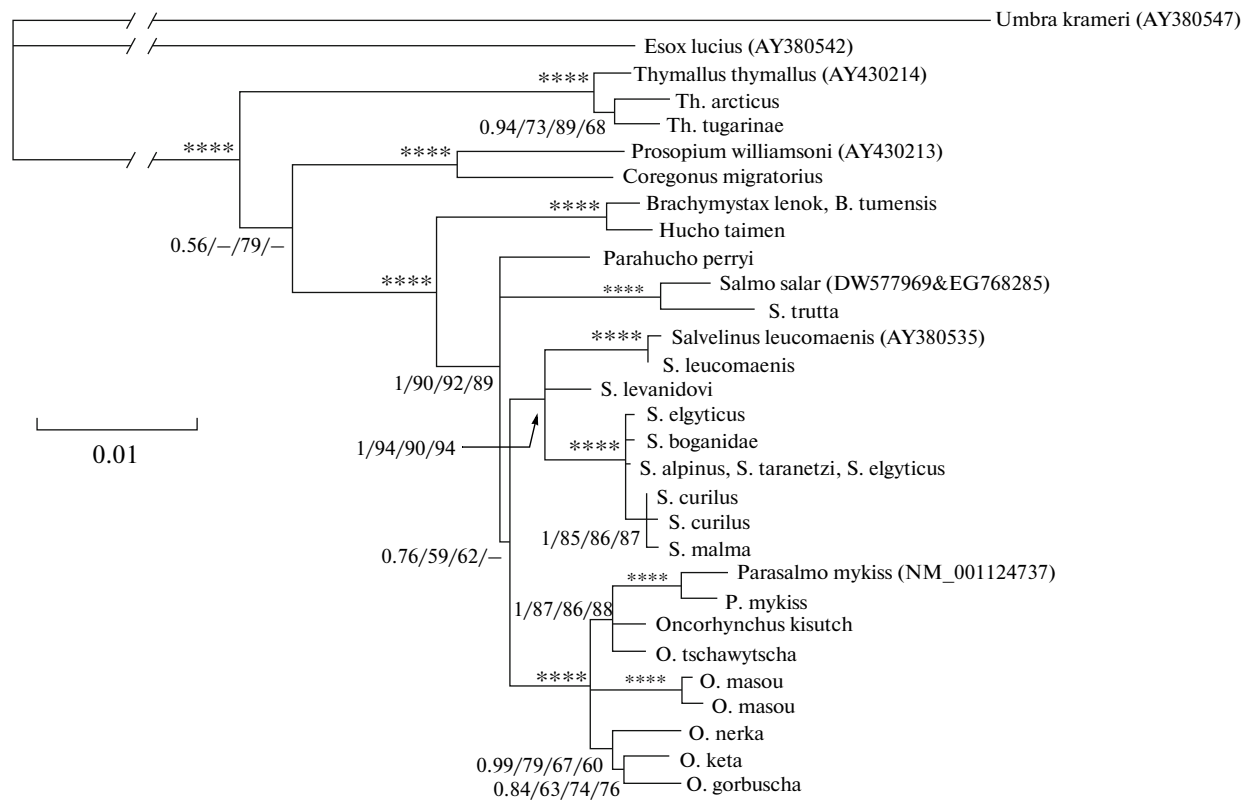 Umbra krameri (AY380547)
Esox lucius (AY380542)
****
Thymallus thymallus (AY430214)
Th. arcticus
0.94/73/89/68
Th. tugarinae
****
****
Prosopium williamsoni (AY430213)
Coregonus migratorius
****
Brachymystax lenok, B. tumensis
Hucho taimen
0.56/–/79/–
Parahucho perryi
****
****
Salmo salar (DW577969&EG768285)
S. trutta
****
Salvelinus leucomaenis (AY380535)
S. leucomaenis
1/90/92/89
S. levanidovi
S. elgyticus
1/94/90/94
****
S. boganidae
0.01
S. alpinus, S. taranetzi, S. elgyticus
S. curilus
S. curilus
1/85/86/87
S. malma
0.76/59/62/–
****
Parasalmo mykiss (NM_001124737)
P. mykiss
1/87/86/88
Oncorhynchus kisutch
O. tschawytscha
****
****
O. masou
O. masou
O. nerka
0.99/79/67/60
O. keta
0.84/63/74/76
O. gorbuscha